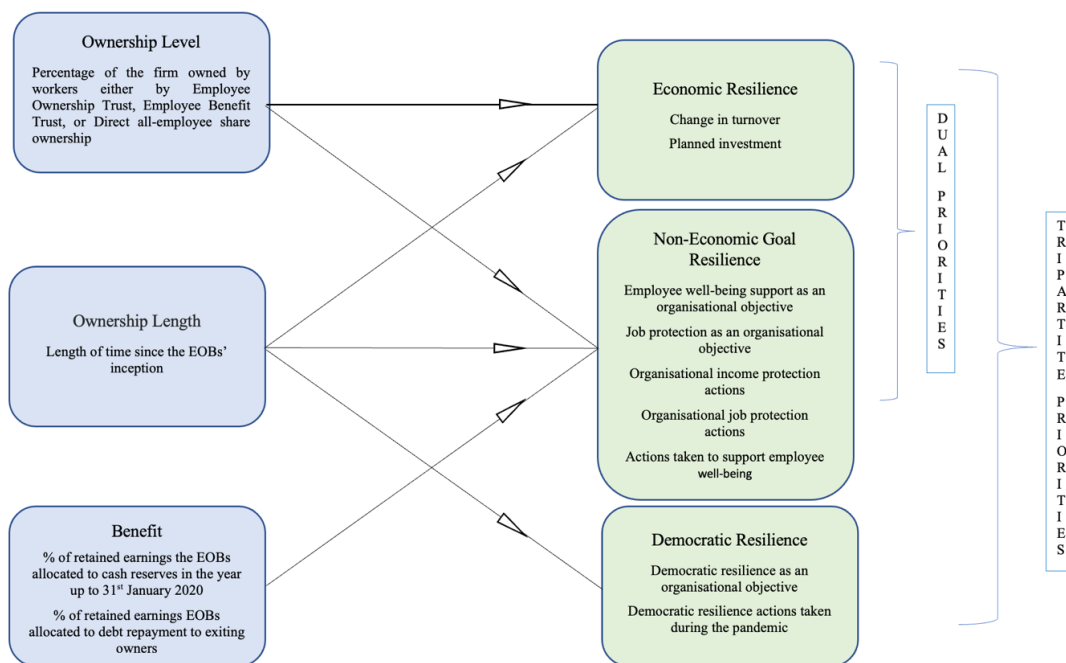 Ownership Level
Percentage of the firm owned by
workers either by Employee
Ownership Trust, Employee Benefit
Trust, or Direct all-employee share
ownership
Ownership Length
Length of time since the EOBs'
inception
Benefit
% of retained earnings the EOBs
allocated to cash reserves in the year
up to 31st January 2020
% of retained earnings EOBs
allocated to debt repayment to exiting
owners
Economic Resilience
Change in turnover
Planned investment
Non-Economic Goal
Resilience
Employee well-being support as an
organisational objective
Job protection as an organisational
objective
Organisational income protection
actions
Organisational job protection
actions
Actions taken to support employee
well-being
Democratic Resilience
Democratic resilience as an
organisational objective
Democratic resilience actions taken
during the pandemic
DUAL PRIORITIES
TRIPARTITE PRIORITIES